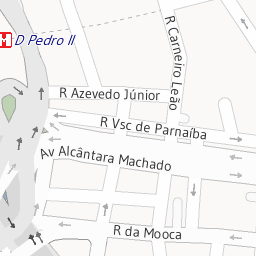 M D Pedro II
R Carneiro Leão
R Azevedo Júnior
R Vsc de Parnaíba
Av Alcântara Machado
R da Mooca